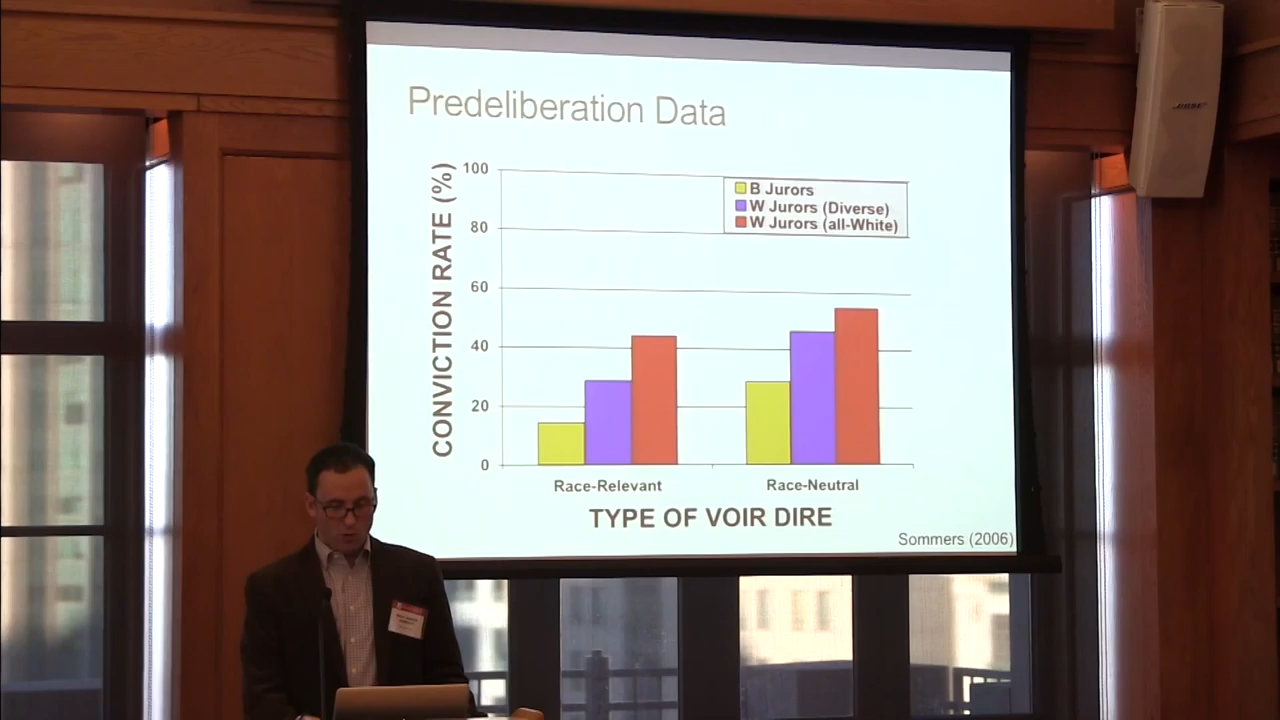 Predeliberation Data
CONVICTION RATE (%)
100
80
60
40
20
0
B Jurors
W Jurors (Diverse)
W Jurors (all-White)
Race-Relevant
Race-Neutral
TYPE OF VOIR DIRE
Sommers (2006)
BOSE